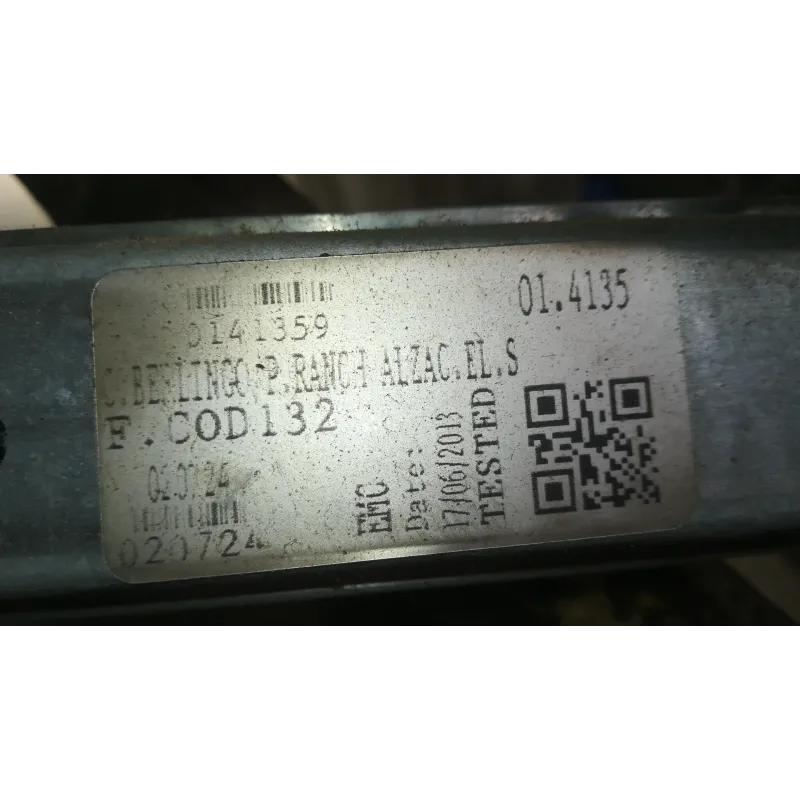 0141359
01.4135
C.BERLINGO/P.RANCH ALZAC.EL.S
F.COD132
020724
020724
EMC
Date:
17/06/2013
TESTED